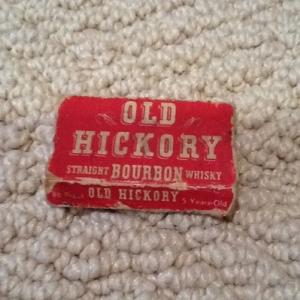 OLD
HICKORY
STRAIGHT BOURBON WHISKY
OLD HICKORY 5 Years Old